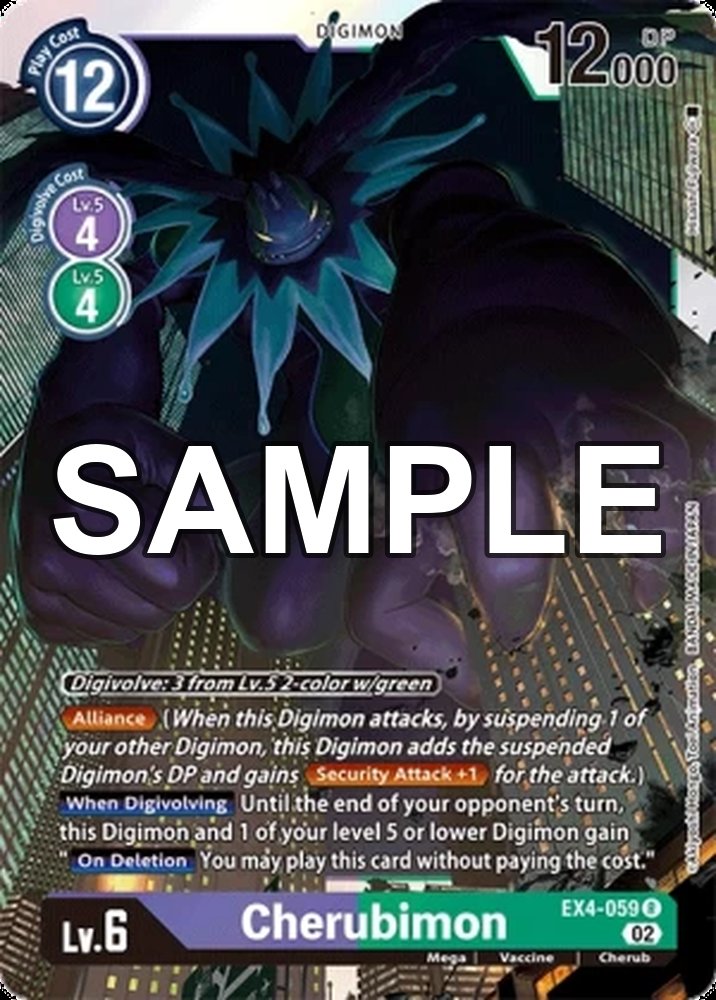 DIGIMON
Play Cost
12
12000
DP
Digivolve Cost
Lv.5
4
Lv.5
4
SAMPLE
BANDAI MADE IN JAPAN
Digivolve: 3 from Lv.5 2-color w/green
Alliance (When this Digimon attacks, by suspending 1 of
your other Digimon, this Digimon adds the suspended
Digimon's DP and gains Security Attack +1 for the attack.)
When Digivolving Until the end of your opponent's turn,
this Digimon and 1 of your level 5 or lower Digimon gain
" On Deletion You may play this card without paying the cost."
Lv.6
Cherubimon
EX4-059 R
02
Mega | Vaccine | Cherub